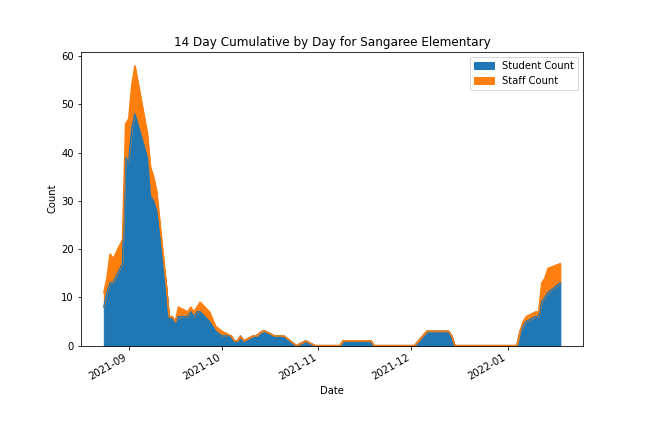 14 Day Cumulative by Day for Sangaree Elementary
Student Count
Staff Count
60
50
40
30
20
10
0
Count
2021-09
2021-10
2021-11
2021-12
2022-01
Date